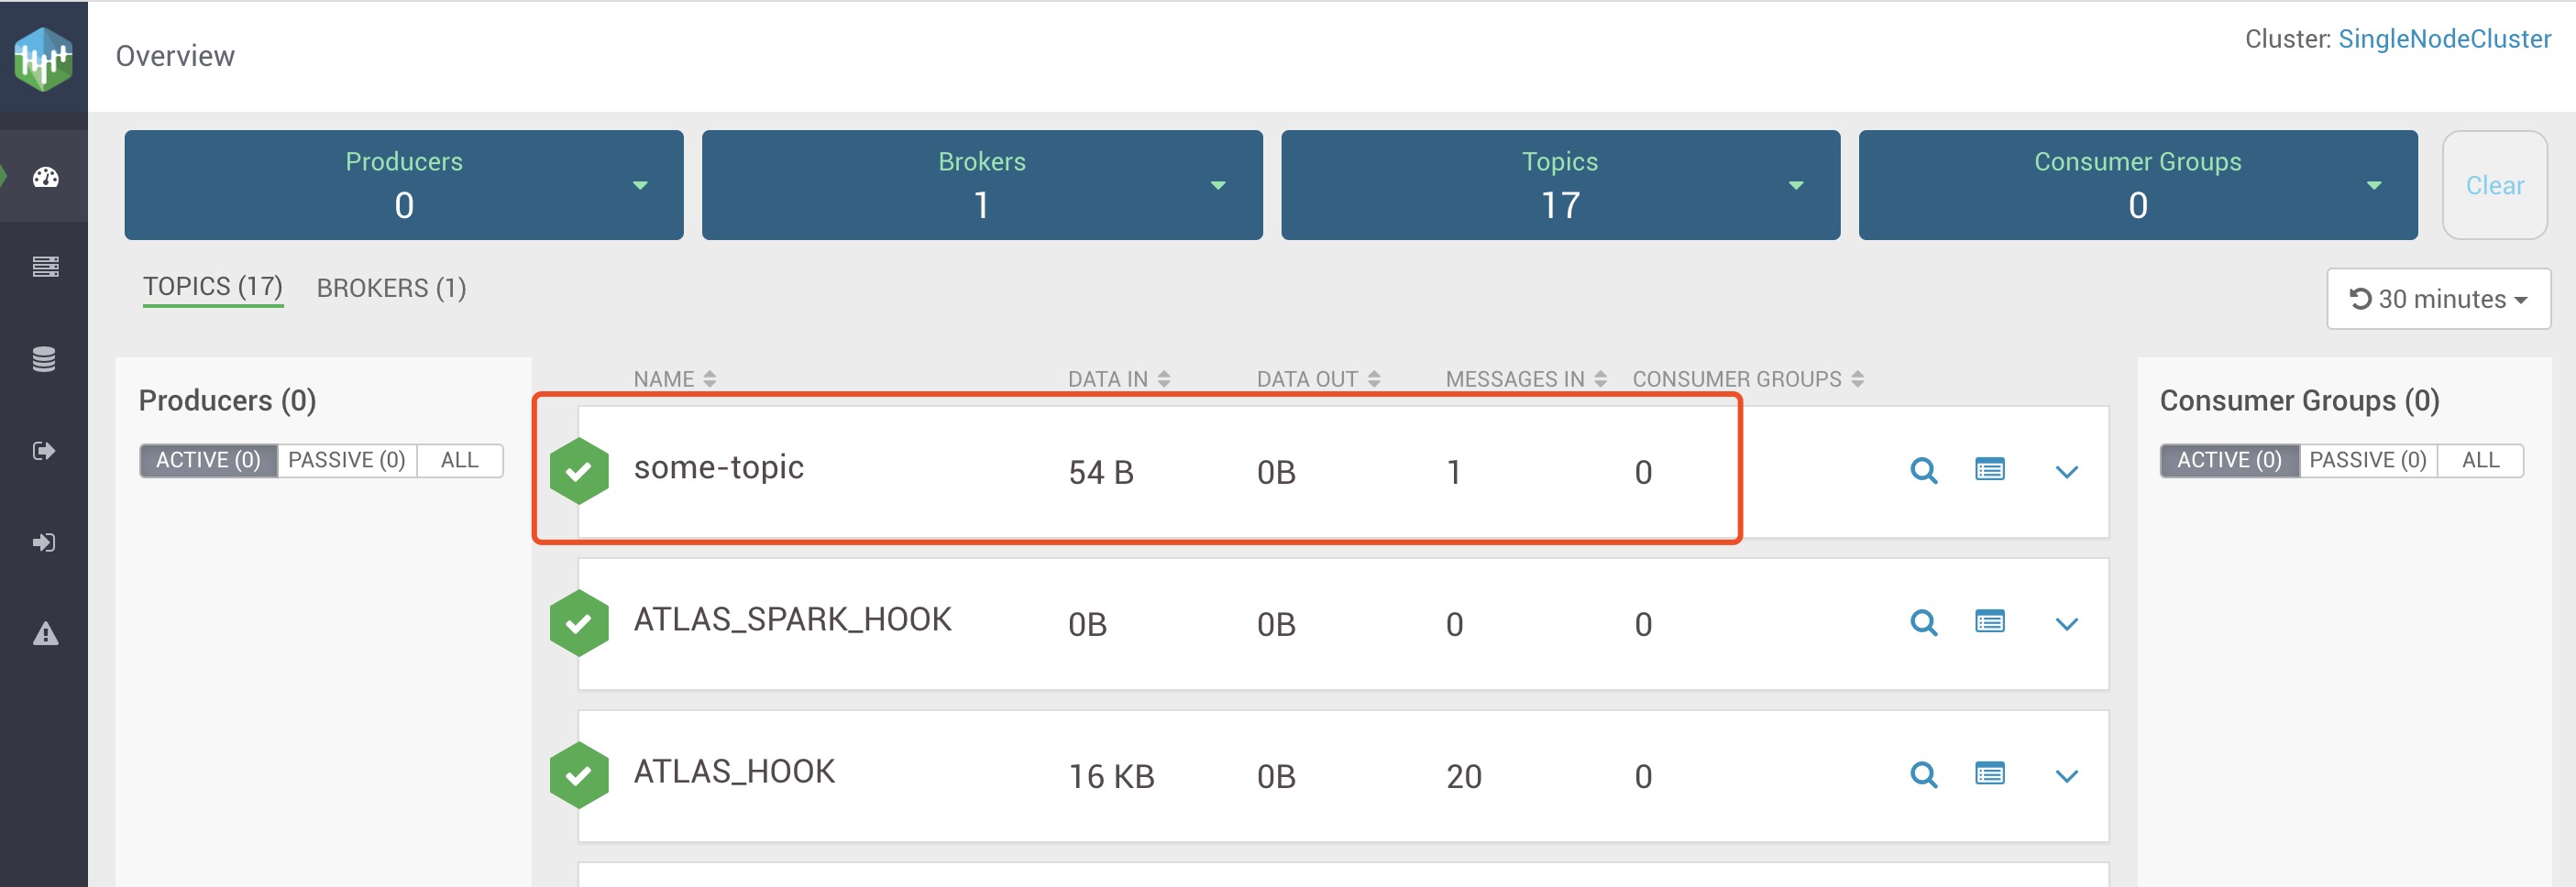 Overview
Cluster: SingleNodeCluster
Producers
0
Brokers
1
Topics
17
Consumer Groups
0
Clear
TOPICS (17) BROKERS (1)
30 minutes
Producers (0)
ACTIVE (0) PASSIVE (0) ALL
NAME DATA IN DATA OUT MESSAGES IN CONSUMER GROUPS
some-topic 54 B 0B 1 0
ATLAS_SPARK_HOOK 0B 0B 0 0
ATLAS_HOOK 16 KB 0B 20 0
Consumer Groups (0)
ACTIVE (0) PASSIVE (0) ALL